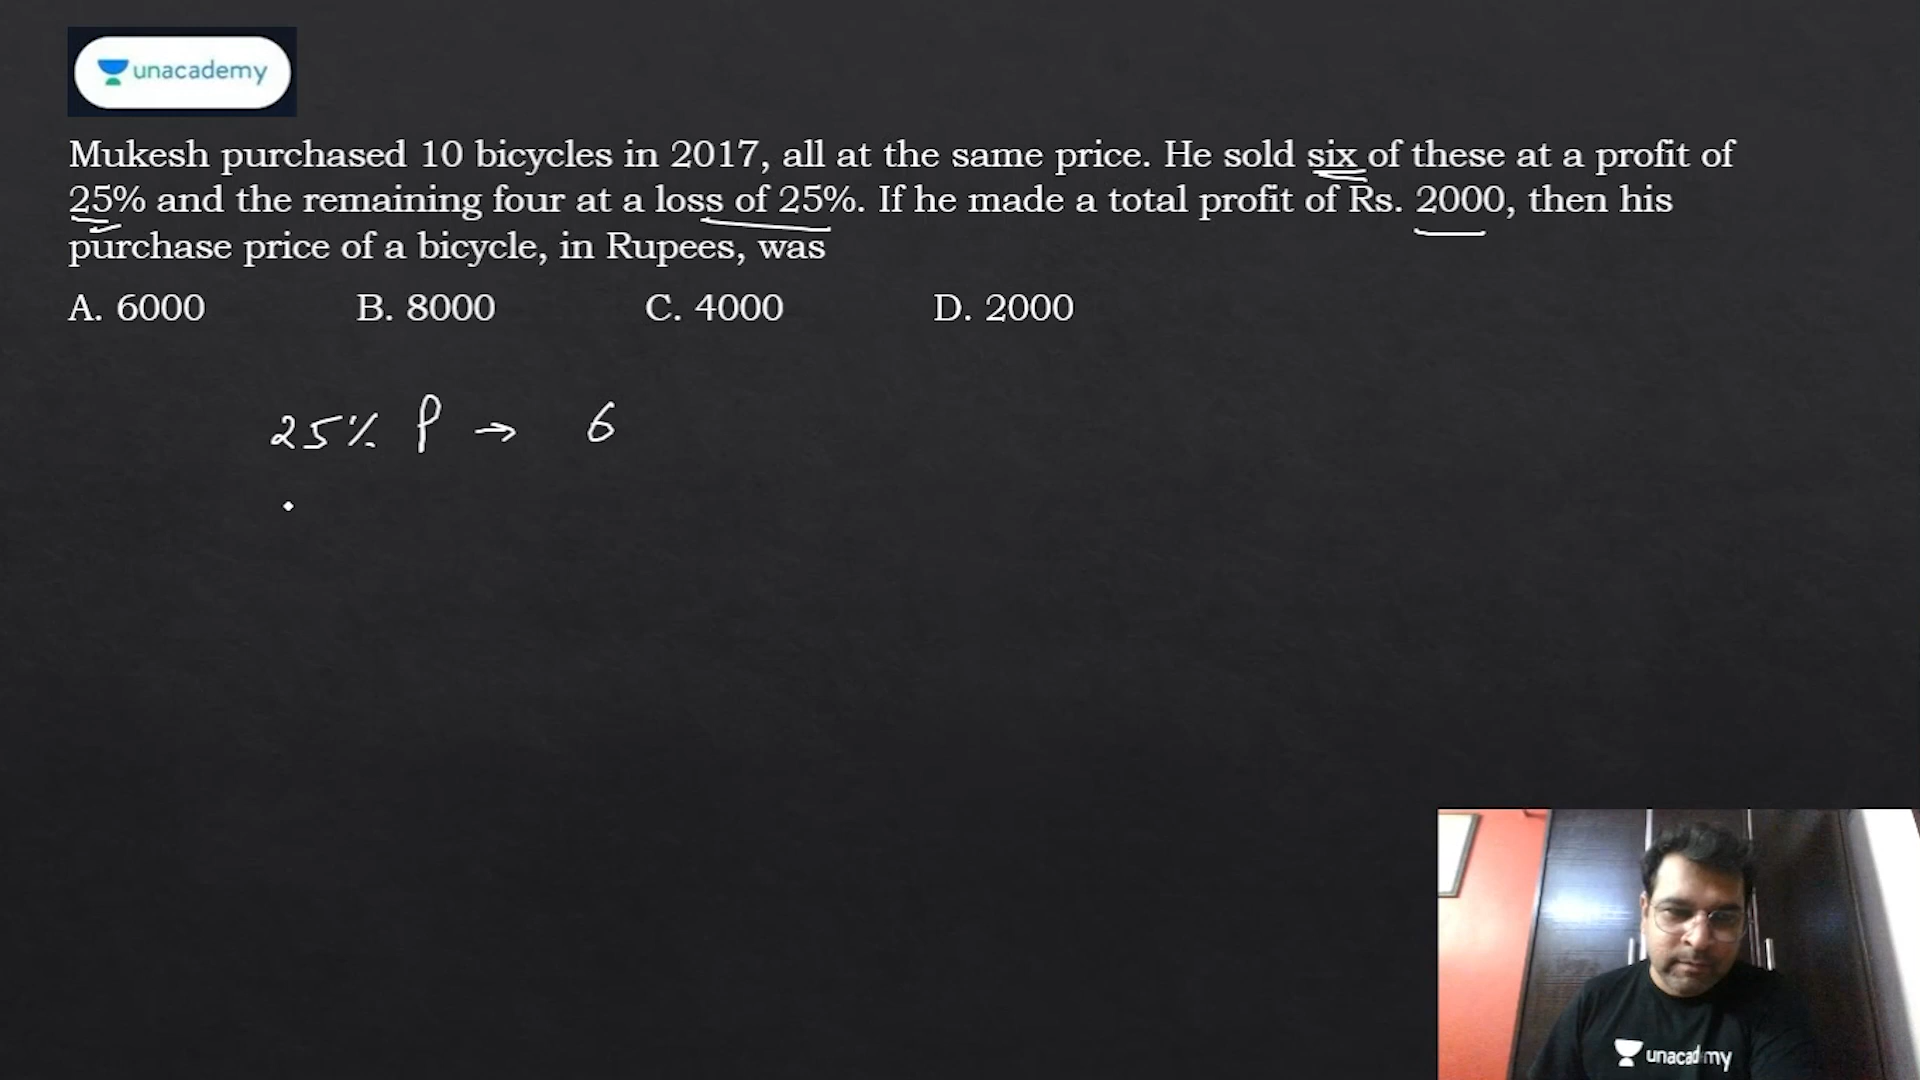 unacademy
Mukesh purchased 10 bicycles in 2017, all at the same price. He sold six of these at a profit of
25% and the remaining four at a loss of 25%. If he made a total profit of Rs. 2000, then his
purchase price of a bicycle, in Rupees, was
A. 6000 B. 8000 C. 4000 D. 2000
25% P → 6
unacademy